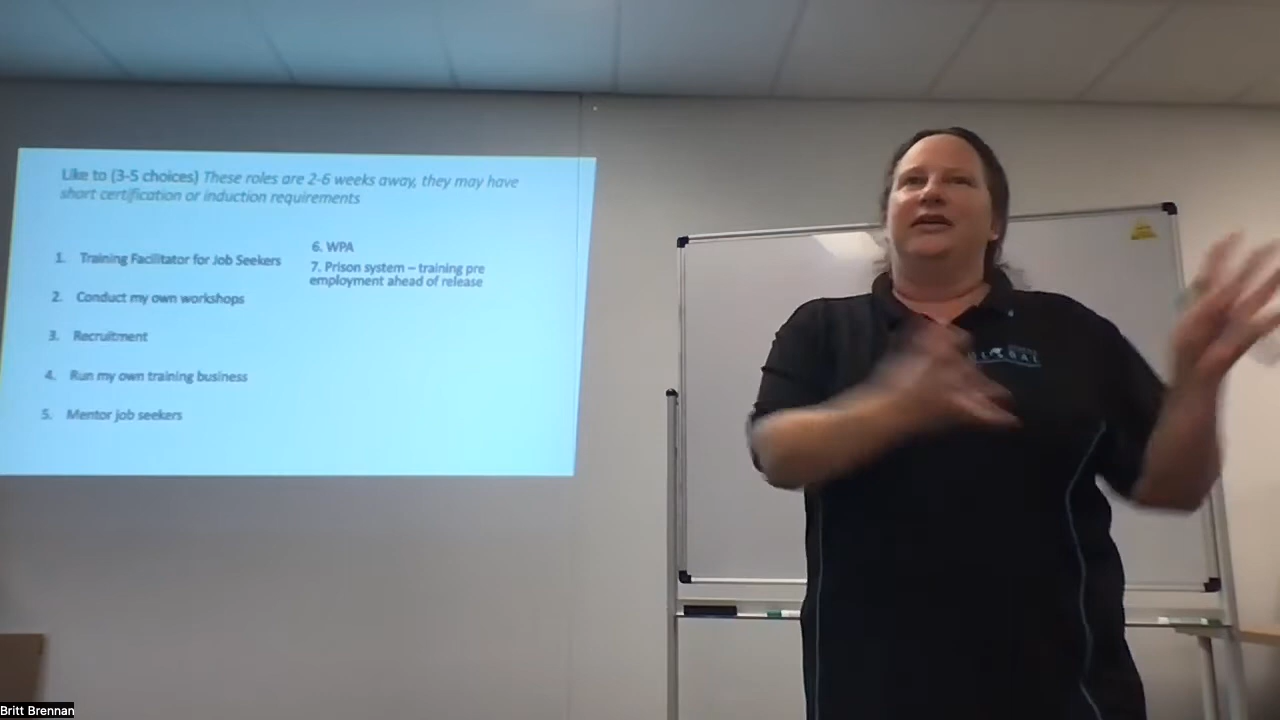 Like to (3-5 choices) These roles are 2-6 weeks away, they may have
short certification or induction requirements
1. Training Facilitator for Job Seekers
2. Conduct my own workshops
3. Recruitment
4. Run my own training business
5. Mentor job seekers
6. WPA
7. Prison system – training pre
employment ahead of release
GLOBAL
Britt Brennan